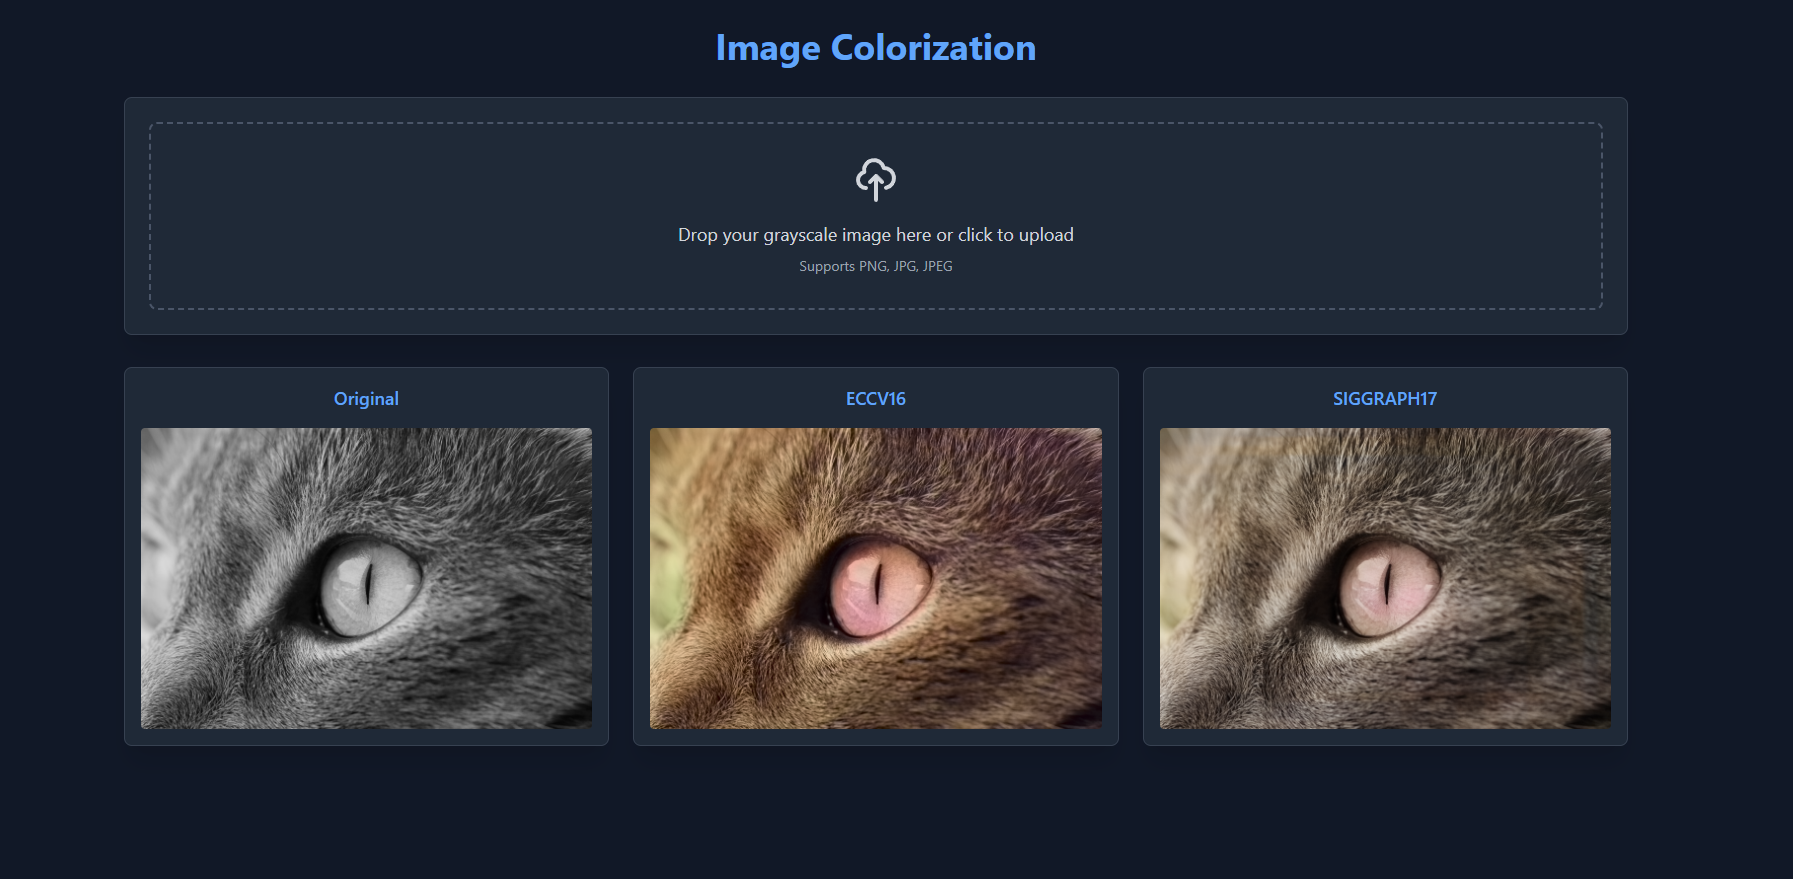 Image Colorization
Drop your grayscale image here or click to upload
Supports PNG, JPG, JPEG
Original
ECCV16
SIGGRAPH17